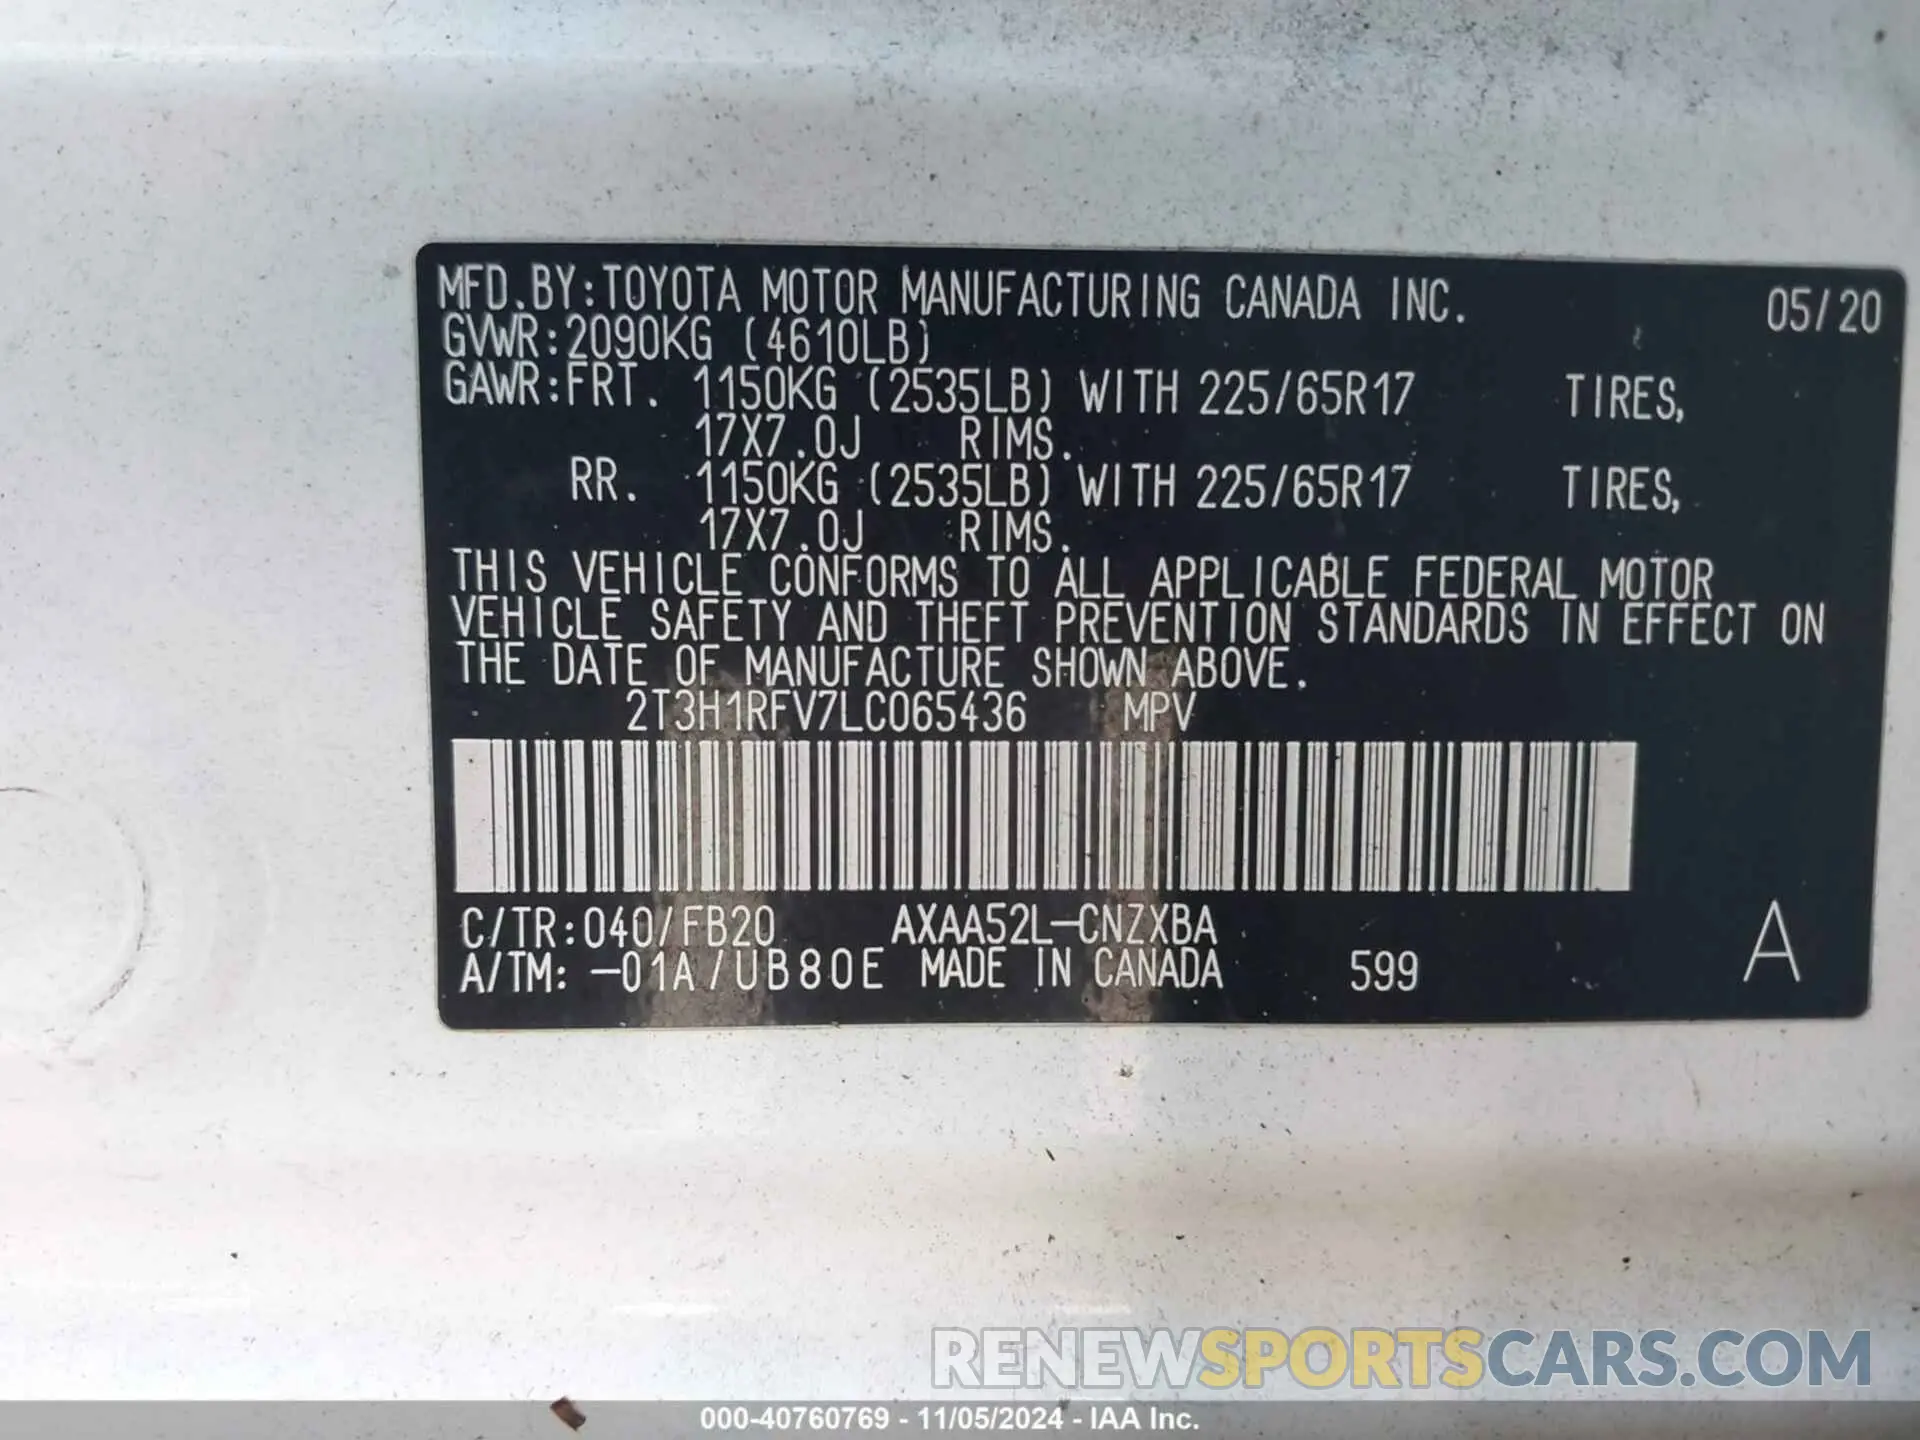 MFD.BY:TOYOTA MOTOR MANUFACTURING CANADA INC. 05/20
GVWR:2090KG (4610LB)
GAWR:FRT. 1150KG (2535LB) WITH 225/65R17 TIRES,
17X7.0J RIMS.
RR. 1150KG (2535LB) WITH 225/65R17 TIRES,
17X7.0J RIMS.
THIS VEHICLE CONFORMS TO ALL APPLICABLE FEDERAL MOTOR
VEHICLE SAFETY AND THEFT PREVENTION STANDARDS IN EFFECT ON
THE DATE OF MANUFACTURE SHOWN ABOVE.
2T3H1RFV7LC065436 MPV
C/TR:040/FB20 AXAA52L-CNZXBA A
A/TM: -01A/UB80E MADE IN CANADA 599
RENEWSPORTSCARS.COM
000-40760769 - 11/05/2024 - IAA Inc.